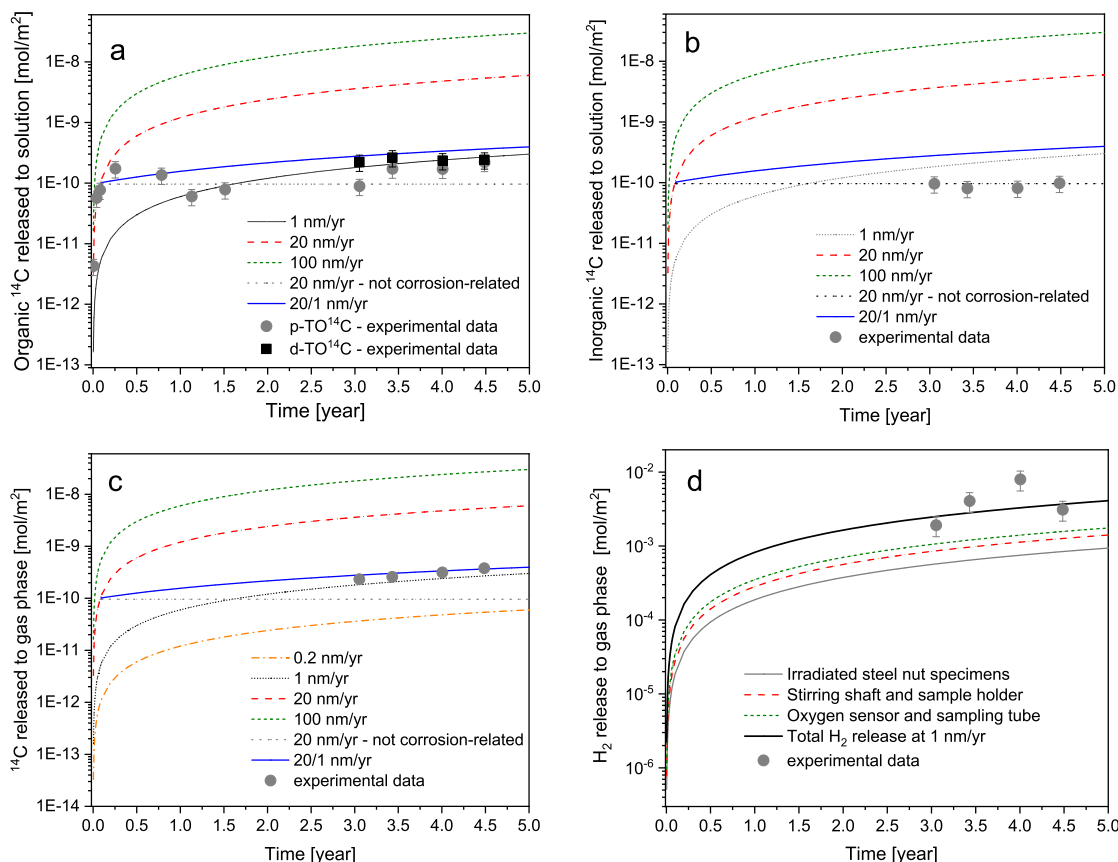 a
Organic ¹⁴C released to solution [mol/m²]
1E-8
1E-9
1E-10
1E-11
1E-12
1E-13
1 nm/yr
20 nm/yr
100 nm/yr
20 nm/yr - not corrosion-related
20/1 nm/yr
p-TO¹⁴C - experimental data
d-TO¹⁴C - experimental data
0.0 0.5 1.0 1.5 2.0 2.5 3.0 3.5 4.0 4.5 5.0
Time [year]
b
Inorganic ¹⁴C released to solution [mol/m²]
1E-8
1E-9
1E-10
1E-11
1E-12
1E-13
1 nm/yr
20 nm/yr
100 nm/yr
20 nm/yr - not corrosion-related
20/1 nm/yr
experimental data
0.0 0.5 1.0 1.5 2.0 2.5 3.0 3.5 4.0 4.5 5.0
Time [year]
c
¹⁴C released to gas phase [mol/m²]
1E-8
1E-9
1E-10
1E-11
1E-12
1E-13
1E-14
0.2 nm/yr
1 nm/yr
20 nm/yr
100 nm/yr
20 nm/yr - not corrosion-related
20/1 nm/yr
experimental data
0.0 0.5 1.0 1.5 2.0 2.5 3.0 3.5 4.0 4.5 5.0
Time [year]
d
H₂ release to gas phase [mol/m²]
10⁻²
10⁻³
10⁻⁴
10⁻⁵
10⁻⁶
Irradiated steel nut specimens
Stirring shaft and sample holder
Oxygen sensor and sampling tube
Total H₂ release at 1 nm/yr
experimental data
0.0 0.5 1.0 1.5 2.0 2.5 3.0 3.5 4.0 4.5 5.0
Time [year]